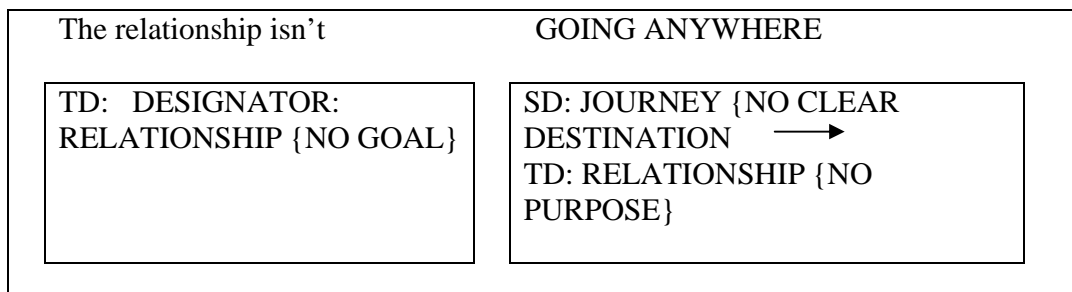 The relationship isn’t GOING ANYWHERE
TD: DESIGNATOR:
RELATIONSHIP {NO GOAL}
SD: JOURNEY {NO CLEAR
DESTINATION
TD: RELATIONSHIP {NO
PURPOSE}